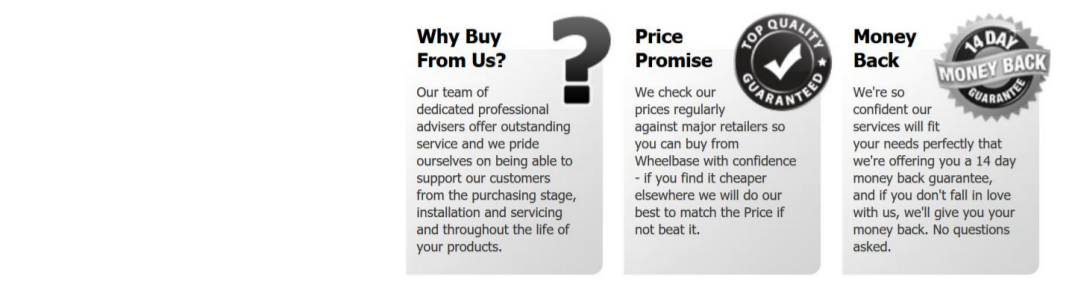 Why Buy
From Us?
Our team of
dedicated professional
advisers offer outstanding
service and we pride
ourselves on being able to
support our customers
from the purchasing stage,
installation and servicing
and throughout the life of
your products.
?
Price
Promise
We check our
prices regularly
against major retailers so
you can buy from
Wheelbase with confidence
- if you find it cheaper
elsewhere we will do our
best to match the Price if
not beat it.
TOP QUALITY
GUARANTEED
Money
Back
We're so
confident our
services will fit
your needs perfectly that
we're offering you a 14 day
money back guarantee,
and if you don't fall in love
with us, we'll give you your
money back. No questions
asked.
14 DAY
MONEY BACK
GUARANTEE